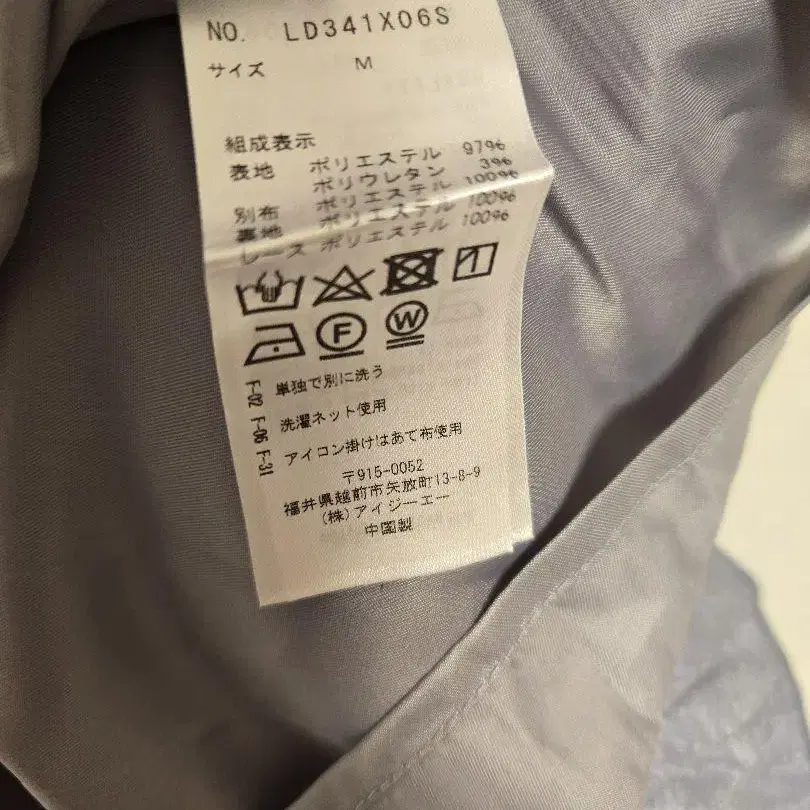 NO. LD341X06S
サイズ M
組成表示
表地 ポリエステル 97%
ポリウレタン 3%
別布 ポリエステル 100%
裏地 ポリエステル 100%
レース ポリエステル 100%
F
W
F-02 F-06 F-31
単独で別に洗う
洗濯ネット使用
アイロン掛けはあて布使用
〒915-0052
福井県越前市矢放町13-8-9
(株)アイジーエー
中国製